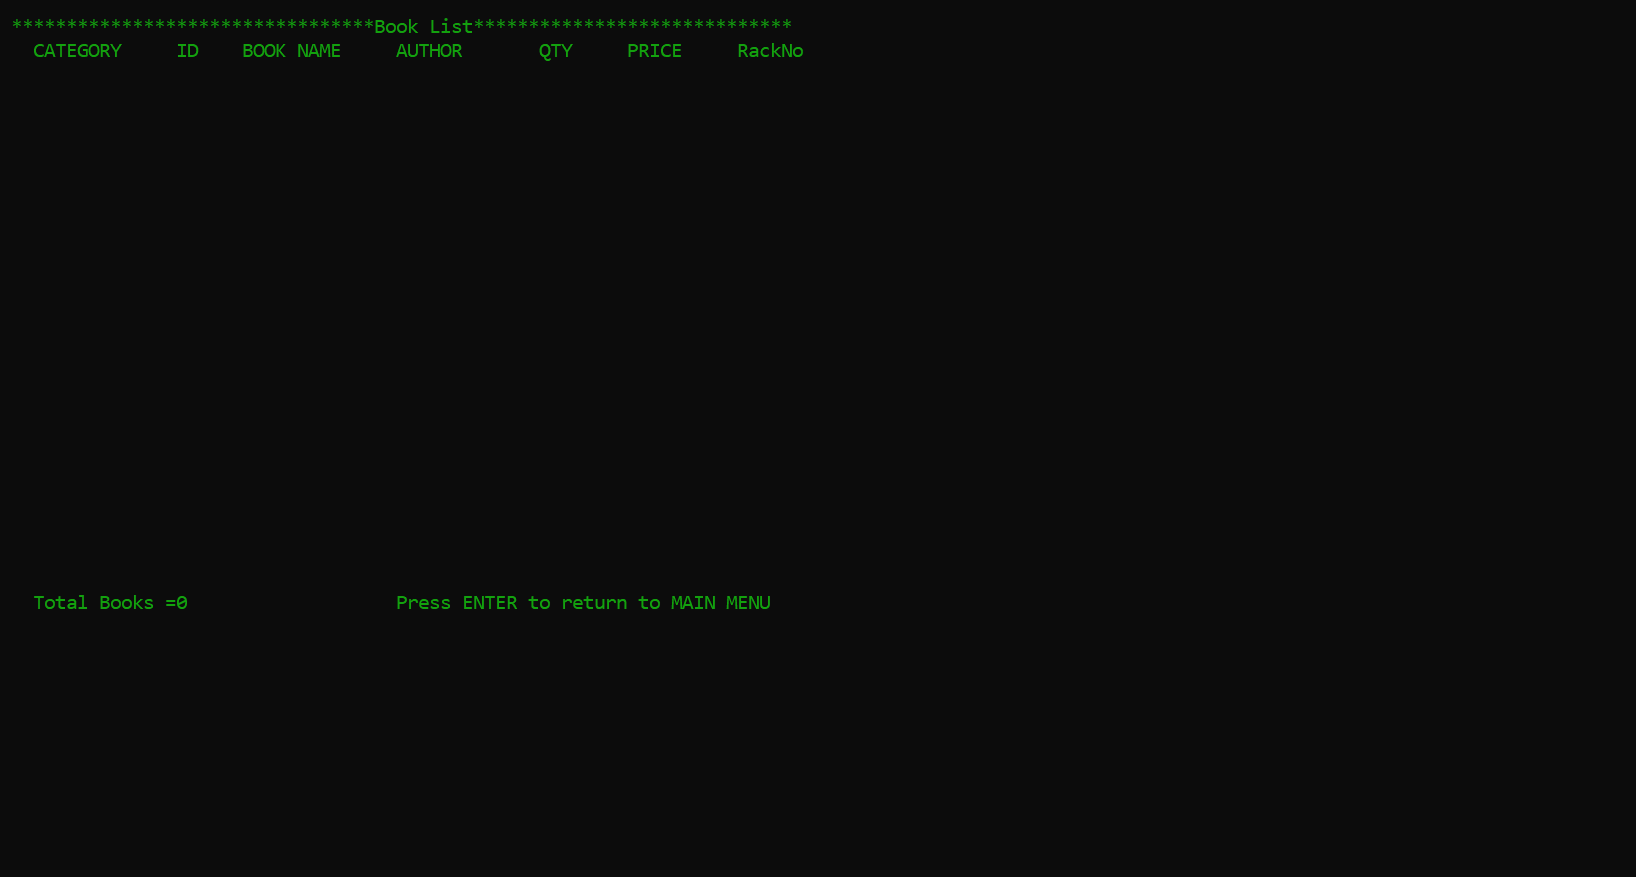 *********************************Book List*****************************
CATEGORY ID BOOK NAME AUTHOR QTY PRICE RackNo
Total Books =0 Press ENTER to return to MAIN MENU